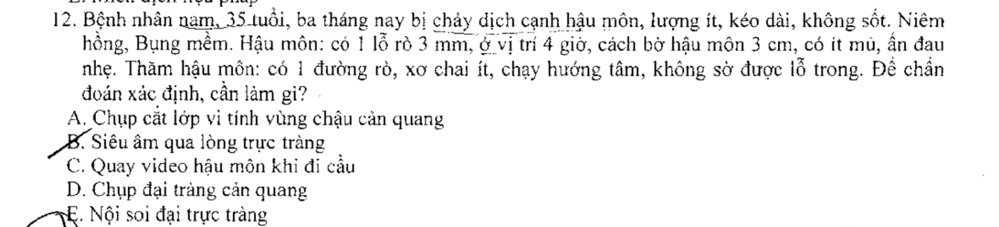 12. Bệnh nhân nam, 35 tuổi, ba tháng nay bị chảy dịch cạnh hậu môn, lượng ít, kéo dài, không sốt. Niêm
hồng, Bụng mềm. Hậu môn: có 1 lỗ rò 3 mm, ở vị trí 4 giờ, cách bờ hậu môn 3 cm, có ít mủ, ấn đau
nhẹ. Thăm hậu môn: có 1 đường rò, xơ chai ít, chạy hướng tâm, không sờ được lỗ trong. Để chẩn
đoán xác định, cần làm gì?
A. Chụp cắt lớp vi tính vùng chậu cản quang
B. Siêu âm qua lòng trực tràng
C. Quay video hậu môn khi đi cầu
D. Chụp đại tràng cản quang
E. Nội soi đại trực tràng